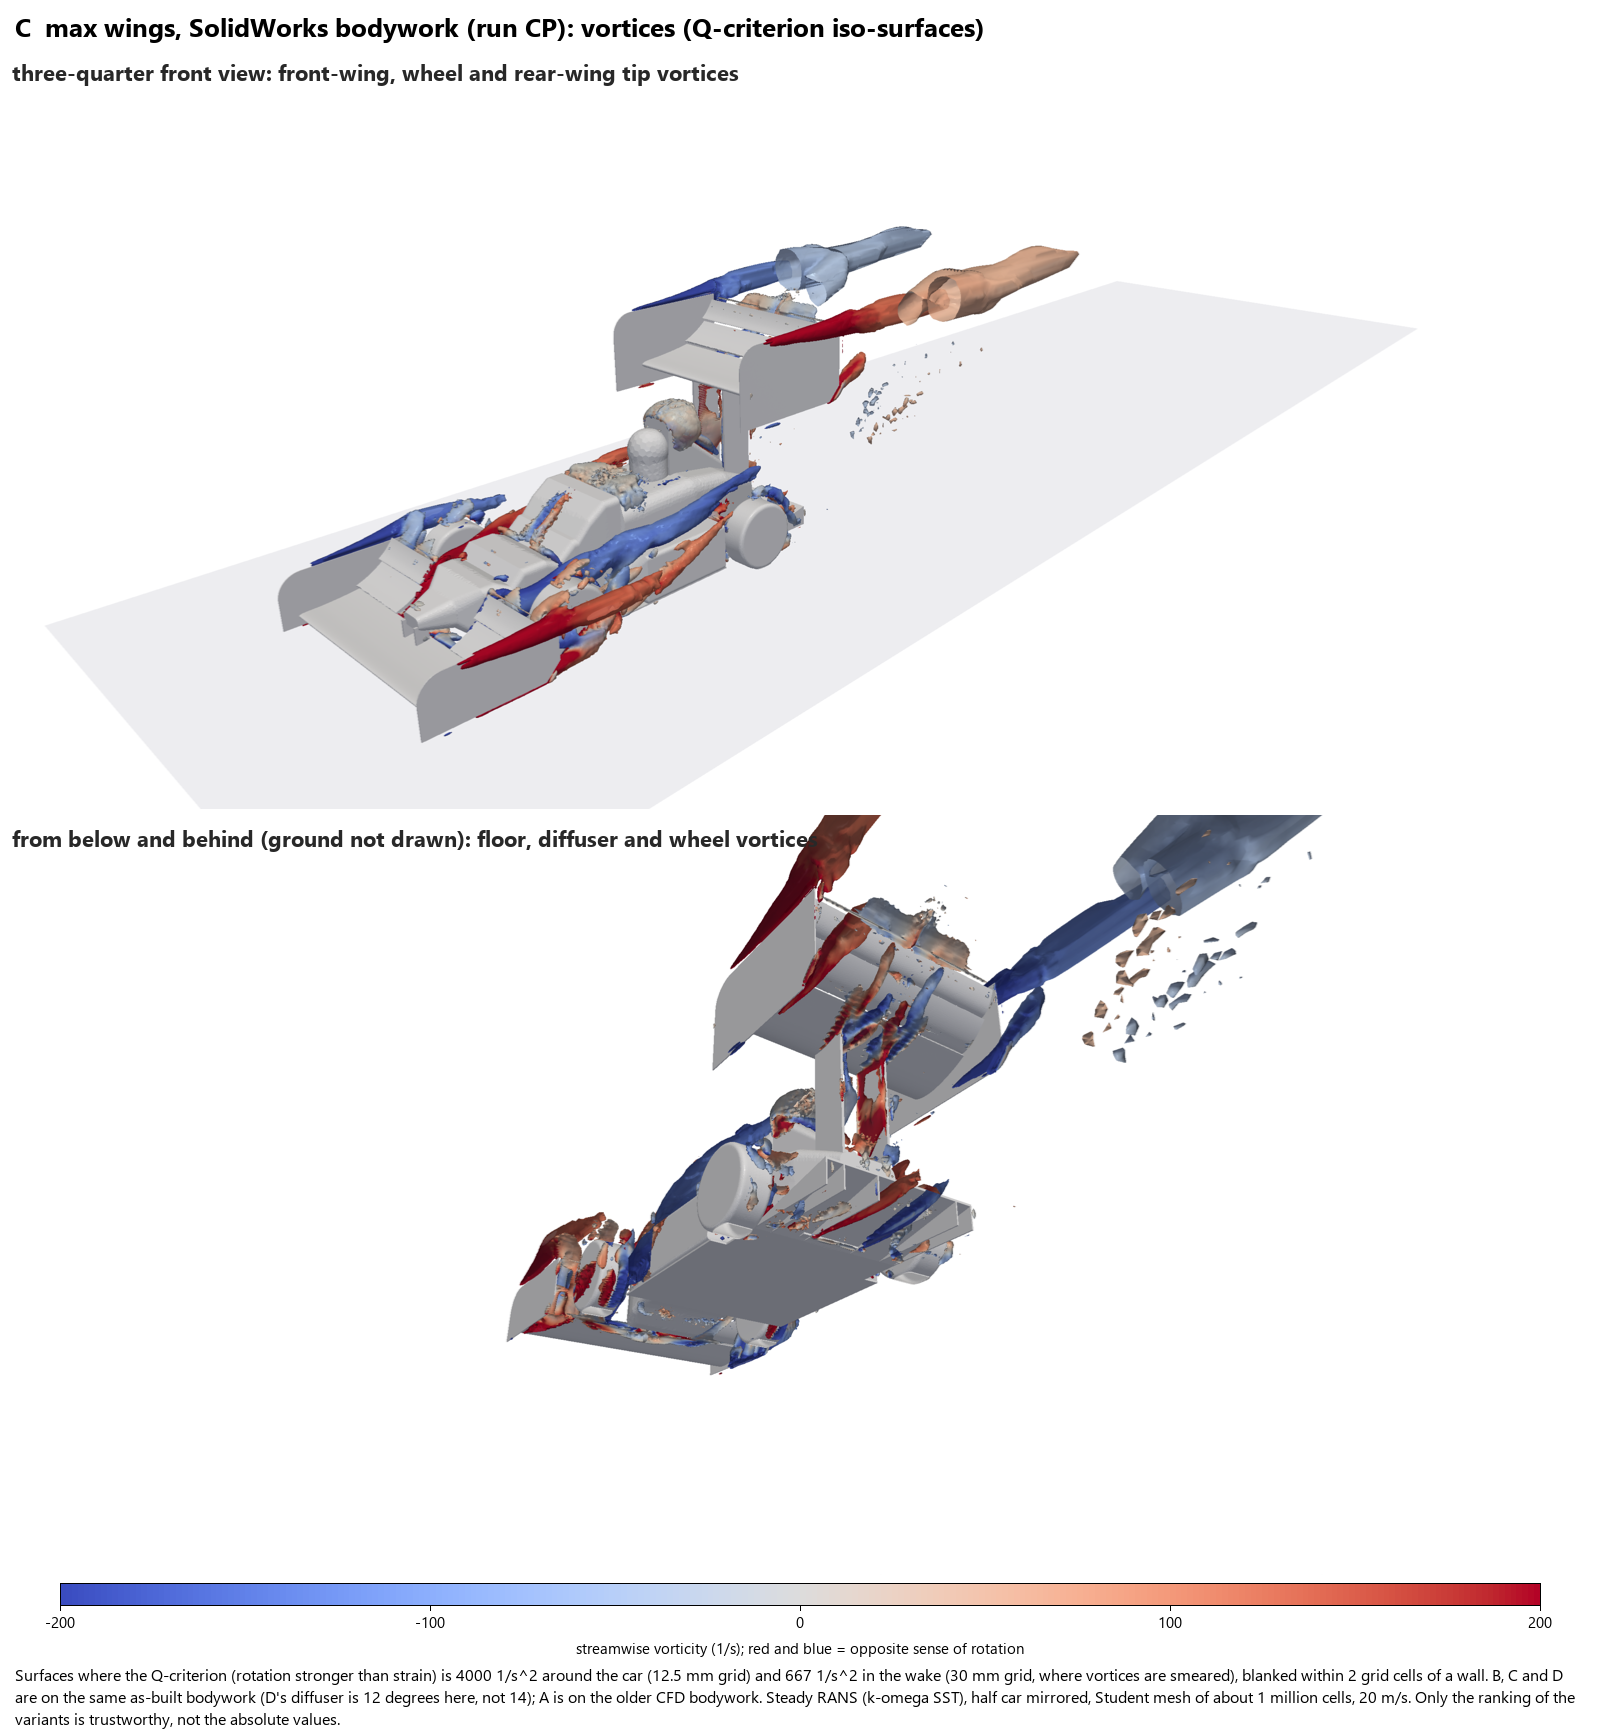 C  max wings, SolidWorks bodywork (run CP): vortices (Q-criterion iso-surfaces)
three-quarter front view: front-wing, wheel and rear-wing tip vortices
from below and behind (ground not drawn): floor, diffuser and wheel vortices
-200
-100
0
100
200
streamwise vorticity (1/s); red and blue = opposite sense of rotation
Surfaces where the Q-criterion (rotation stronger than strain) is 4000 1/s^2 around the car (12.5 mm grid) and 667 1/s^2 in the wake (30 mm grid, where vortices are smeared), blanked within 2 grid cells of a wall. B, C and D
are on the same as-built bodywork (D's diffuser is 12 degrees here, not 14); A is on the older CFD bodywork. Steady RANS (k-omega SST), half car mirrored, Student mesh of about 1 million cells, 20 m/s. Only the ranking of the
variants is trustworthy, not the absolute values.